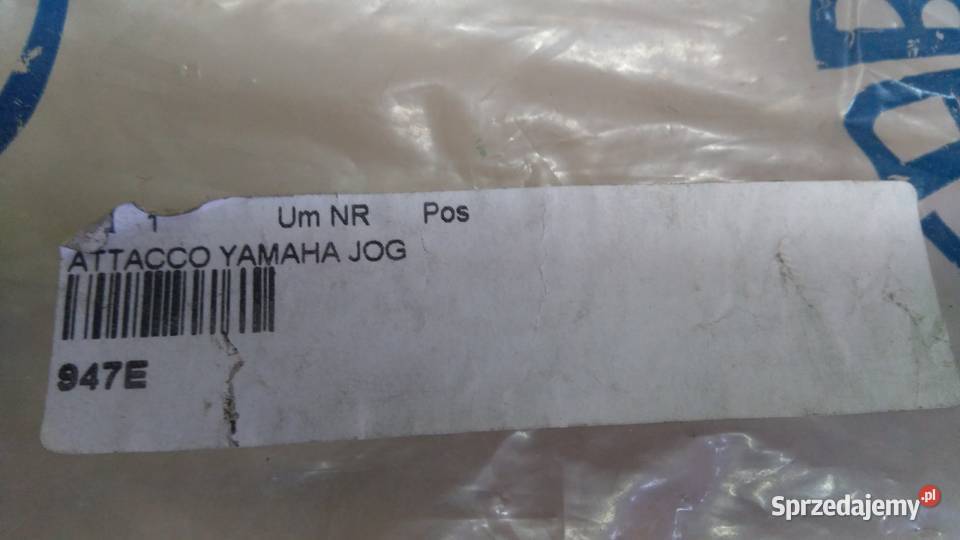 1 Um NR Pos
ATTACCO YAMAHA JOG
947E
Sprzedajemy.pl